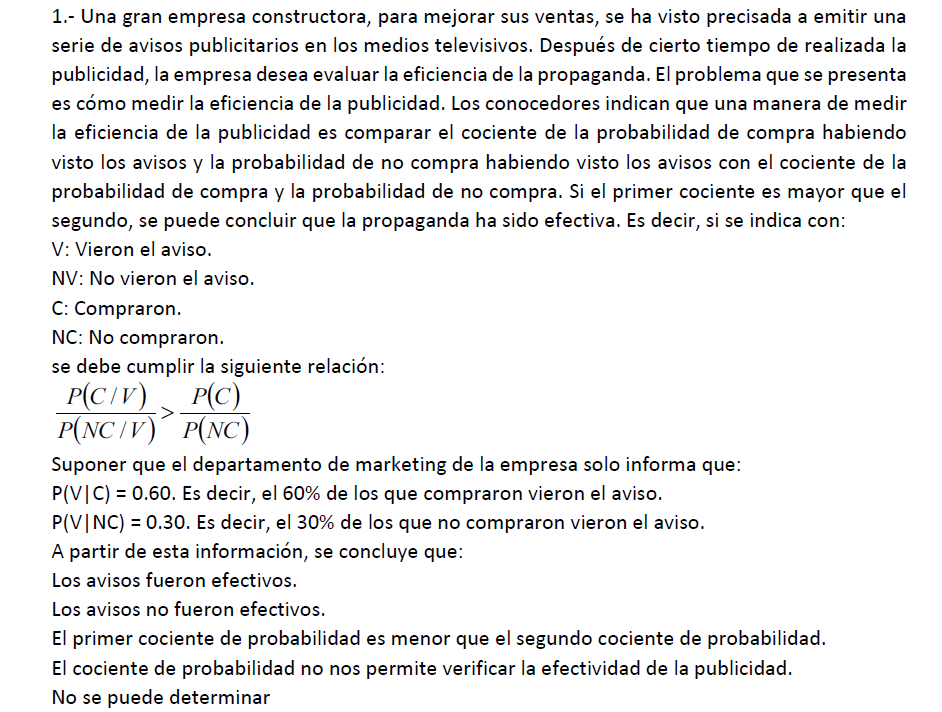 1.- Una gran empresa constructora, para mejorar sus ventas, se ha visto precisada a emitir una
serie de avisos publicitarios en los medios televisivos. Después de cierto tiempo de realizada la
publicidad, la empresa desea evaluar la eficiencia de la propaganda. El problema que se presenta
es cómo medir la eficiencia de la publicidad. Los conocedores indican que una manera de medir
la eficiencia de la publicidad es comparar el cociente de la probabilidad de compra habiendo
visto los avisos y la probabilidad de no compra habiendo visto los avisos con el cociente de la
probabilidad de compra y la probabilidad de no compra. Si el primer cociente es mayor que el
segundo, se puede concluir que la propaganda ha sido efectiva. Es decir, si se indica con:
V: Vieron el aviso.
NV: No vieron el aviso.
C: Compraron.
NC: No compraron.
se debe cumplir la siguiente relación:
P(C / V) > P(C)
P(NC / V) P(NC)
Suponer que el departamento de marketing de la empresa solo informa que:
P(V|C) = 0.60. Es decir, el 60% de los que compraron vieron el aviso.
P(V|NC) = 0.30. Es decir, el 30% de los que no compraron vieron el aviso.
A partir de esta información, se concluye que:
Los avisos fueron efectivos.
Los avisos no fueron efectivos.
El primer cociente de probabilidad es menor que el segundo cociente de probabilidad.
El cociente de probabilidad no nos permite verificar la efectividad de la publicidad.
No se puede determinar